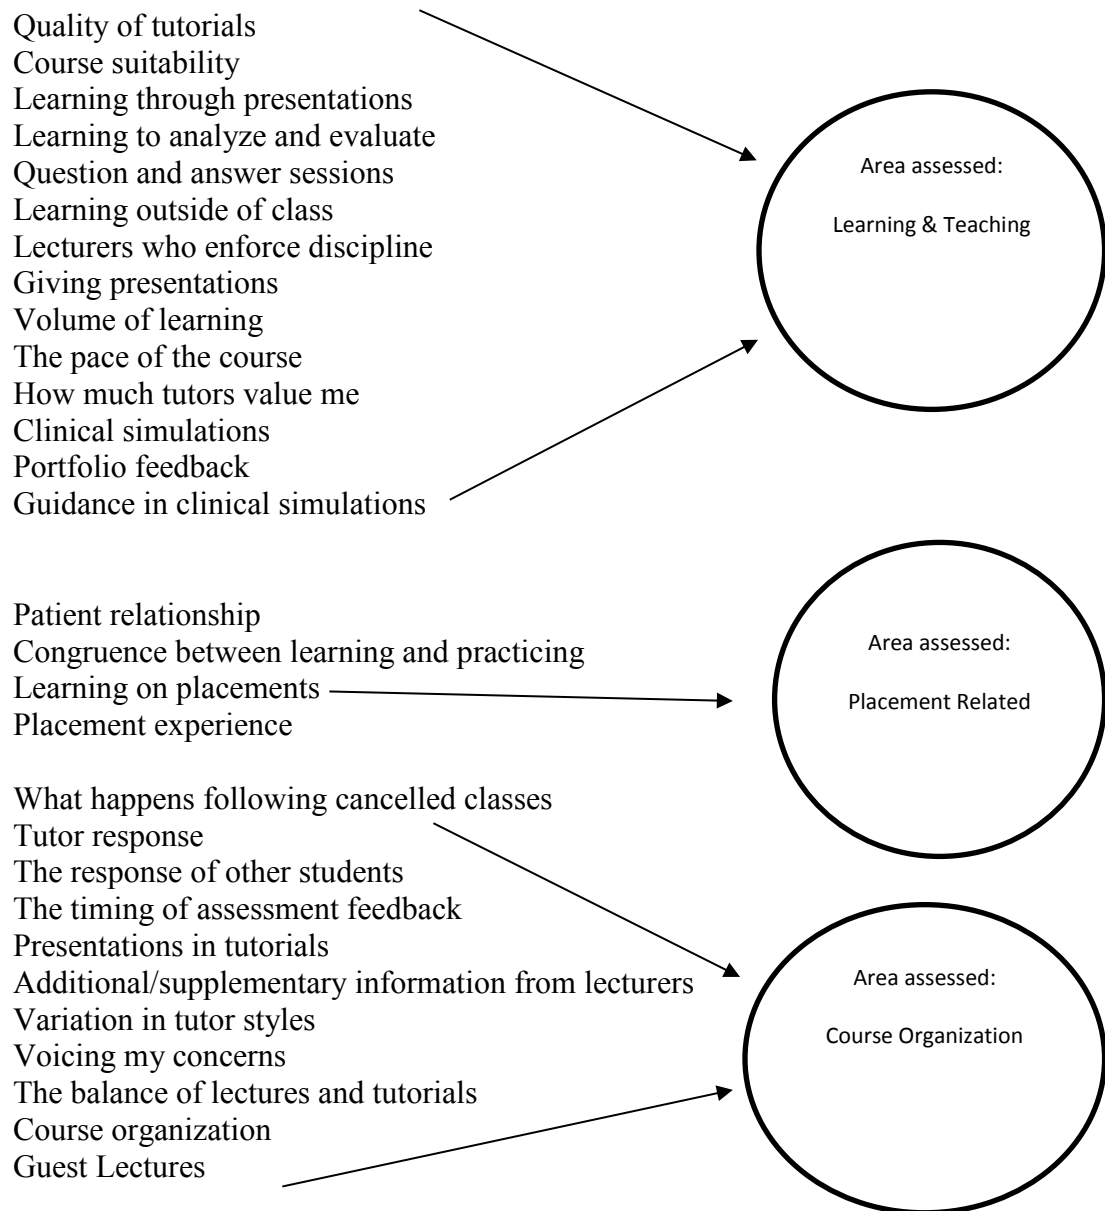 Quality of tutorials
Course suitability
Learning through presentations
Learning to analyze and evaluate
Question and answer sessions
Learning outside of class
Lecturers who enforce discipline
Giving presentations
Volume of learning
The pace of the course
How much tutors value me
Clinical simulations
Portfolio feedback
Guidance in clinical simulations
Area assessed:
Learning & Teaching
Patient relationship
Congruence between learning and practicing
Learning on placements
Placement experience
Area assessed:
Placement Related
What happens following cancelled classes
Tutor response
The response of other students
The timing of assessment feedback
Presentations in tutorials
Additional/supplementary information from lecturers
Variation in tutor styles
Voicing my concerns
The balance of lectures and tutorials
Course organization
Guest Lectures
Area assessed:
Course Organization